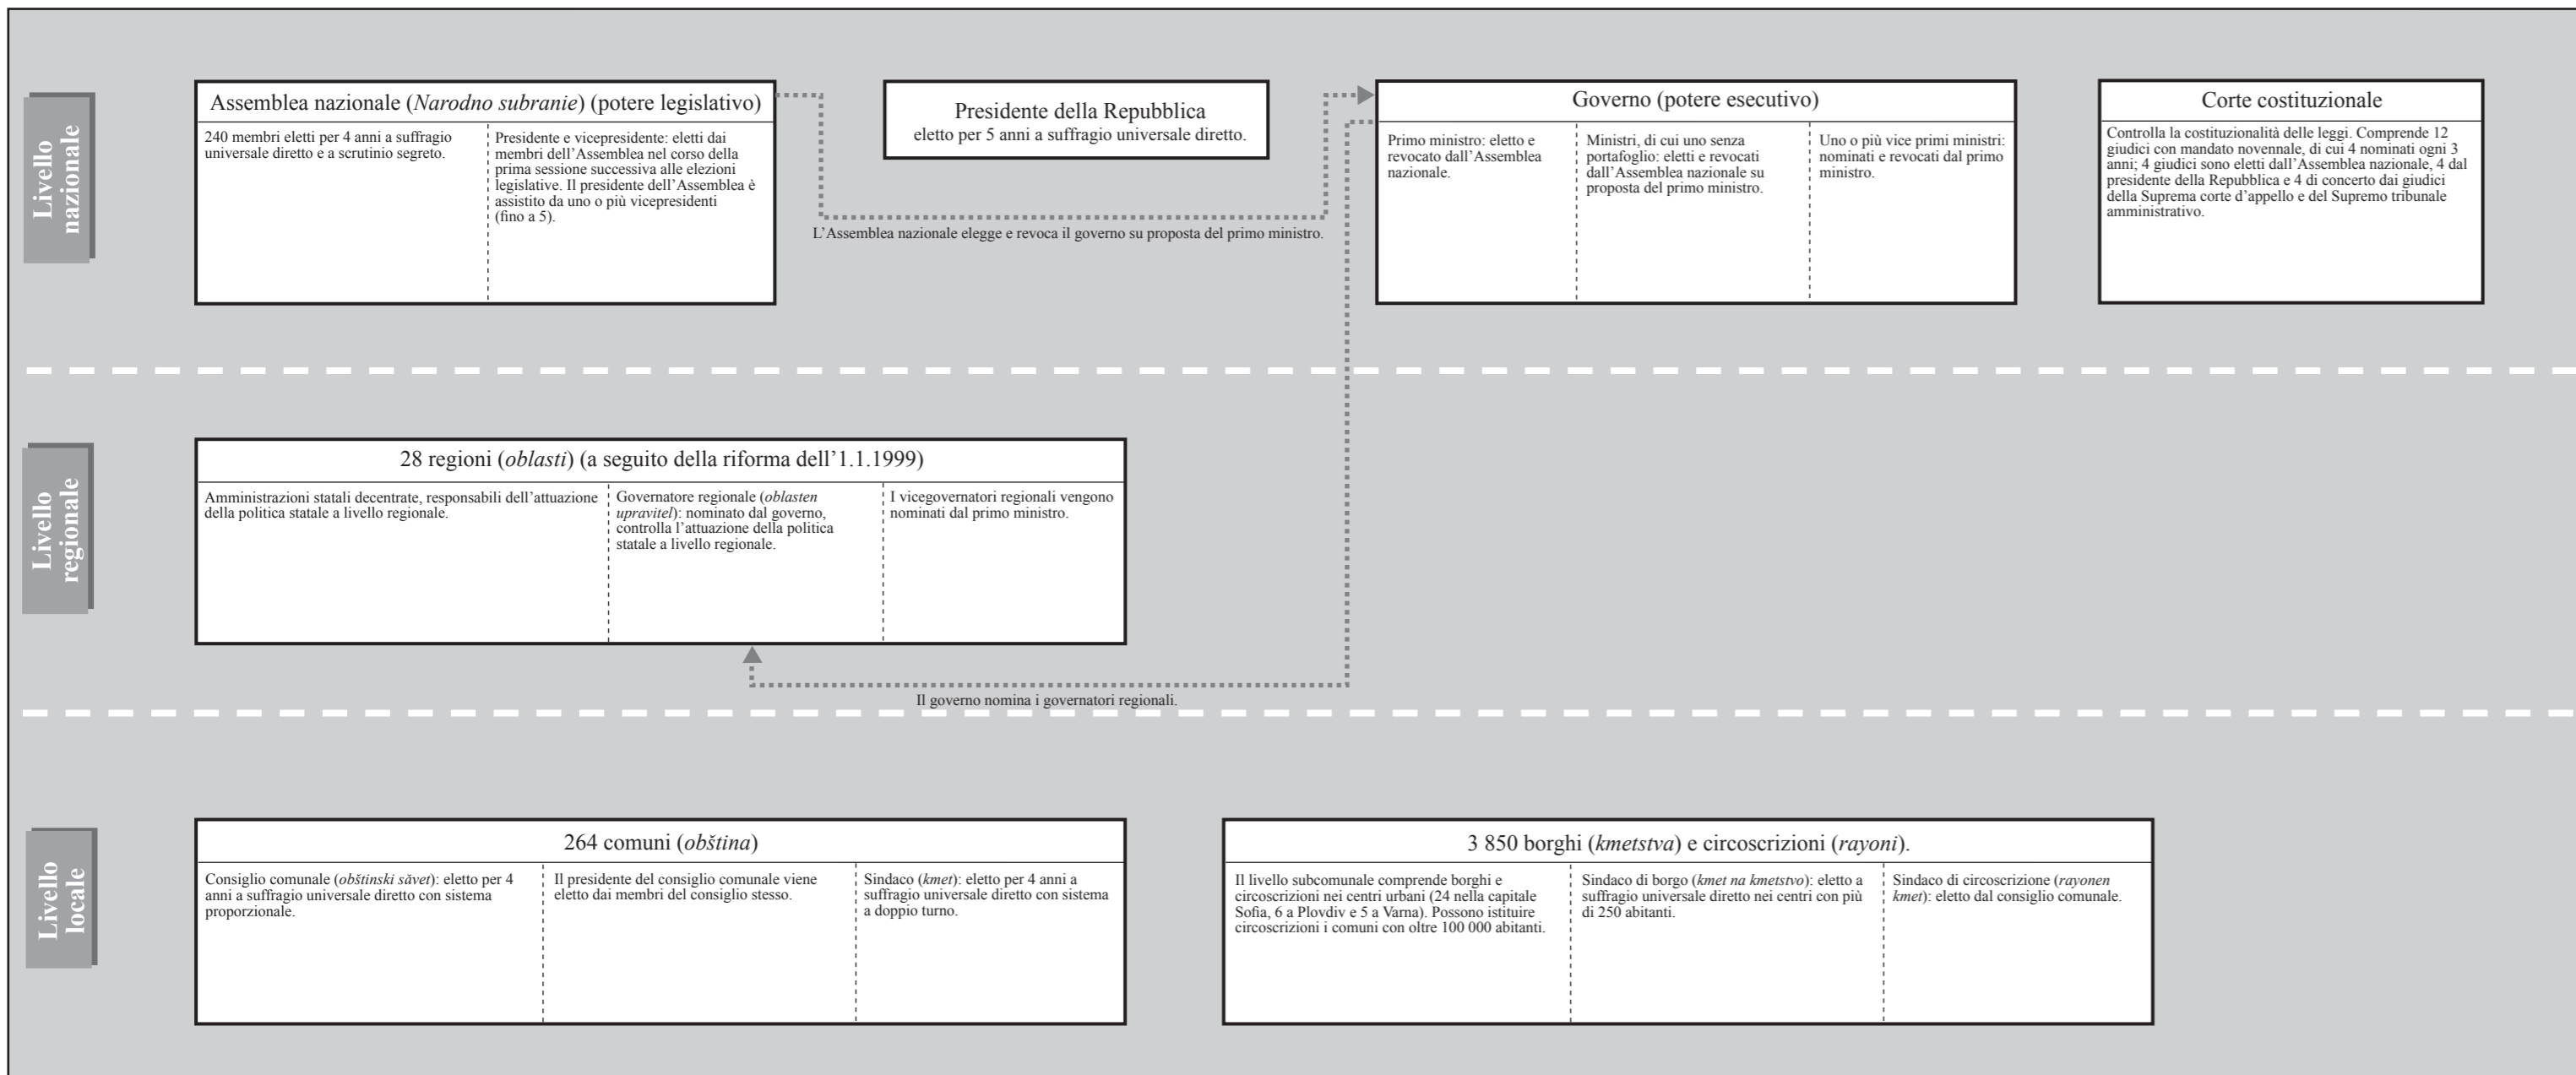 Livello
nazionale
Assemblea nazionale (Narodno subranie) (potere legislativo)
240 membri eletti per 4 anni a suffragio
universale diretto e a scrutinio segreto.
Presidente e vicepresidente: eletti dai
membri dell’Assemblea nel corso della
prima sessione successiva alle elezioni
legislative. Il presidente dell’Assemblea è
assistito da uno o più vicepresidenti
(fino a 5).
Presidente della Repubblica
eletto per 5 anni a suffragio universale diretto.
L’Assemblea nazionale elegge e revoca il governo su proposta del primo ministro.
Governo (potere esecutivo)
Primo ministro: eletto e
revocato dall’Assemblea
nazionale.
Ministri, di cui uno senza
portafoglio: eletti e revocati
dall’Assemblea nazionale su
proposta del primo ministro.
Uno o più vice primi ministri:
nominati e revocati dal primo
ministro.
Corte costituzionale
Controlla la costituzionalità delle leggi. Comprende 12
giudici con mandato novennale, di cui 4 nominati ogni 3
anni; 4 giudici sono eletti dall’Assemblea nazionale, 4 dal
presidente della Repubblica e 4 di concerto dai giudici
della Suprema corte d’appello e del Supremo tribunale
amministrativo.
Livello
regionale
28 regioni (oblasti) (a seguito della riforma dell’1.1.1999)
Amministrazioni statali decentrate, responsabili dell’attuazione
della politica statale a livello regionale.
Governatore regionale (oblasten
upravitel): nominato dal governo,
controlla l’attuazione della politica
statale a livello regionale.
I vicegovernatori regionali vengono
nominati dal primo ministro.
Il governo nomina i governatori regionali.
Livello
locale
264 comuni (obština)
Consiglio comunale (obštinski săvet): eletto per 4
anni a suffragio universale diretto con sistema
proporzionale.
Il presidente del consiglio comunale viene
eletto dai membri del consiglio stesso.
Sindaco (kmet): eletto per 4 anni a
suffragio universale diretto con sistema
a doppio turno.
3 850 borghi (kmetstva) e circoscrizioni (rayoni).
Il livello subcomunale comprende borghi e
circoscrizioni nei centri urbani (24 nella capitale
Sofia, 6 a Plovdiv e 5 a Varna). Possono istituire
circoscrizioni i comuni con oltre 100 000 abitanti.
Sindaco di borgo (kmet na kmetstvo): eletto a
suffragio universale diretto nei centri con più
di 250 abitanti.
Sindaco di circoscrizione (rayonen
kmet): eletto dal consiglio comunale.